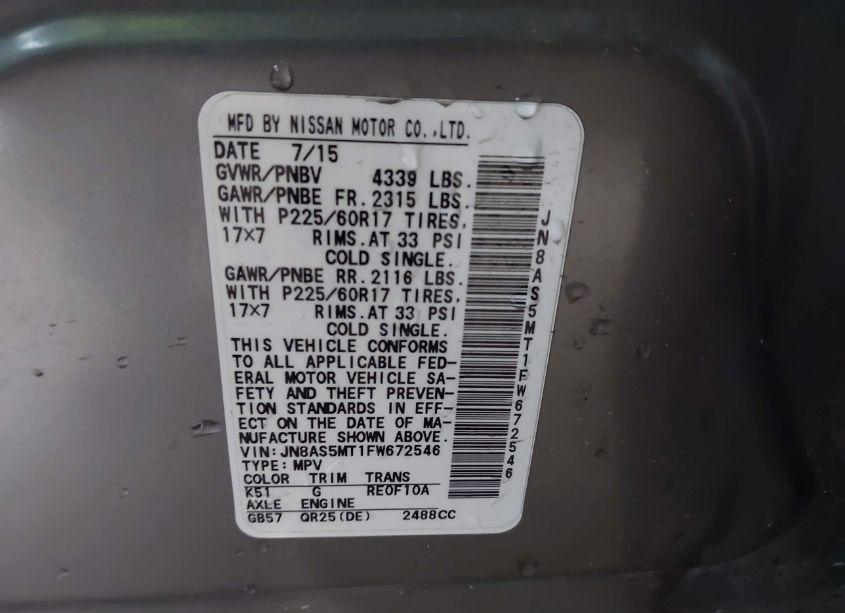 MFD BY NISSAN MOTOR CO.,LTD.
DATE 7/15
GVWR/PNBV 4339 LBS.
GAWR/PNBE FR. 2315 LBS.
WITH P225/60R17 TIRES,
17×7 RIMS.AT 33 PSI
COLD SINGLE.
GAWR/PNBE RR. 2116 LBS.
WITH P225/60R17 TIRES,
17×7 RIMS.AT 33 PSI
COLD SINGLE.
THIS VEHICLE CONFORMS
TO ALL APPLICABLE FED-
ERAL MOTOR VEHICLE SA-
FETY AND THEFT PREVEN-
TION STANDARDS IN EFF-
ECT ON THE DATE OF MA-
NUFACTURE SHOWN ABOVE.
VIN:JN8AS5MT1FW672546
TYPE:MPV
COLOR TRIM TRANS
K51 G RE0F10A
AXLE ENGINE
GB57 QR25(DE) 2488CC
JN8AS5MT1FW672546